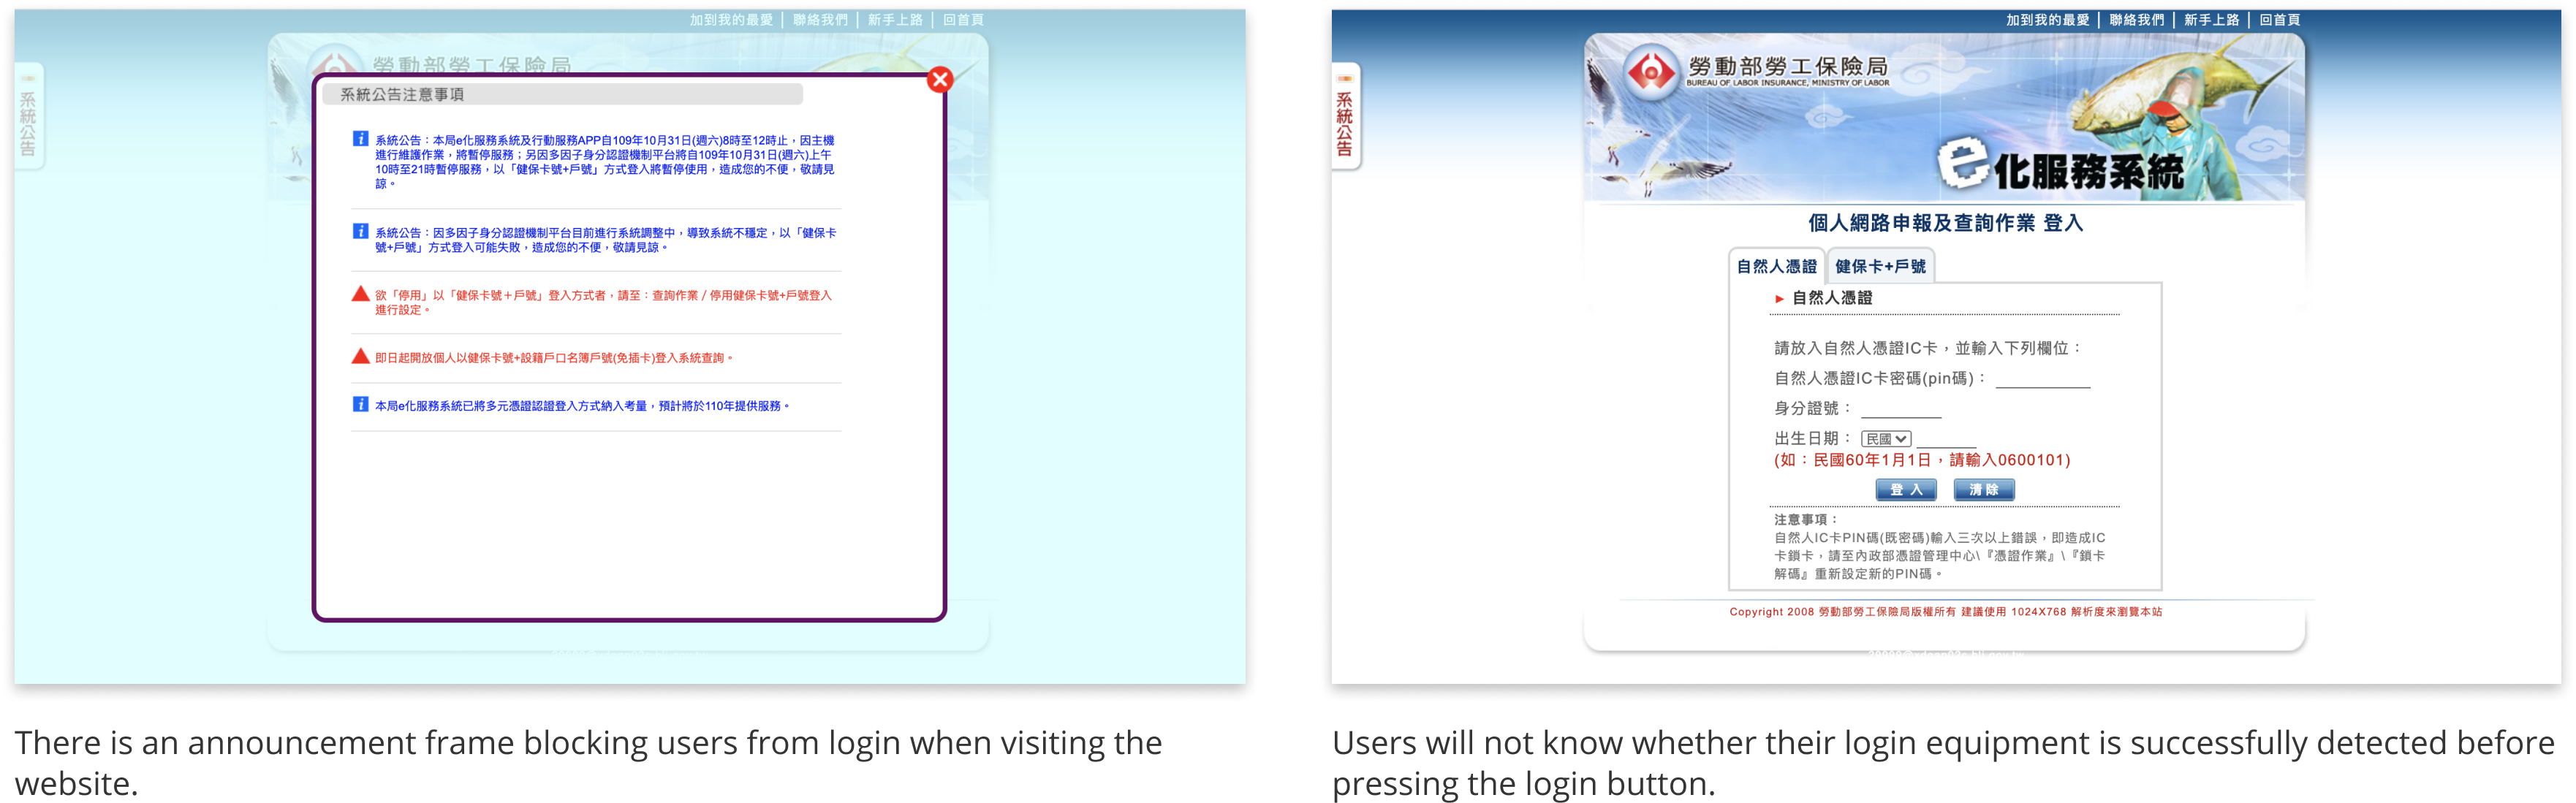 加到我的最愛 | 聯絡我們 | 新手上路 | 回首頁
勞動部勞工保險局
系統公告
系統公告注意事項
系統公告：本局e化服務系統及行動服務APP自109年10月31日(週六)8時至12時止，因主機
進行維護作業，將暫停服務；另因多因子身分認證機制平台將自109年10月31日(週六)上午
10時至21時暫停服務，以「健保卡號+戶號」方式登入將暫停使用，造成您的不便，敬請見
諒。
系統公告：因多因子身分認證機制平台目前進行系統調整中，導致系統不穩定，以「健保卡
號+戶號」方式登入可能失敗，造成您的不便，敬請見諒。
欲「停用」以「健保卡號＋戶號」登入方式者，請至：查詢作業 / 停用健保卡號+戶號登入
進行設定。
即日起開放個人以健保卡號+設籍戶口名簿戶號(免插卡)登入系統查詢。
本局e化服務系統已將多元憑證認證登入方式納入考量，預計將於110年提供服務。
There is an announcement frame blocking users from login when visiting the
website.
加到我的最愛 | 聯絡我們 | 新手上路 | 回首頁
系統公告
勞動部勞工保險局
BUREAU OF LABOR INSURANCE, MINISTRY OF LABOR
e化服務系統
個人網路申報及查詢作業 登入
自然人憑證 健保卡+戶號
自然人憑證
請放入自然人憑證IC卡，並輸入下列欄位：
自然人憑證IC卡密碼(pin碼)：
身分證號：
出生日期： 民國
(如：民國60年1月1日，請輸入0600101)
登 入 清 除
注意事項：
自然人IC卡PIN碼(既密碼)輸入三次以上錯誤，即造成IC
卡鎖卡，請至內政部憑證管理中心\『憑證作業』\『鎖卡
解碼』重新設定新的PIN碼。
Copyright 2008 勞動部勞工保險局版權所有 建議使用 1024X768 解析度來瀏覽本站
Users will not know whether their login equipment is successfully detected before
pressing the login button.